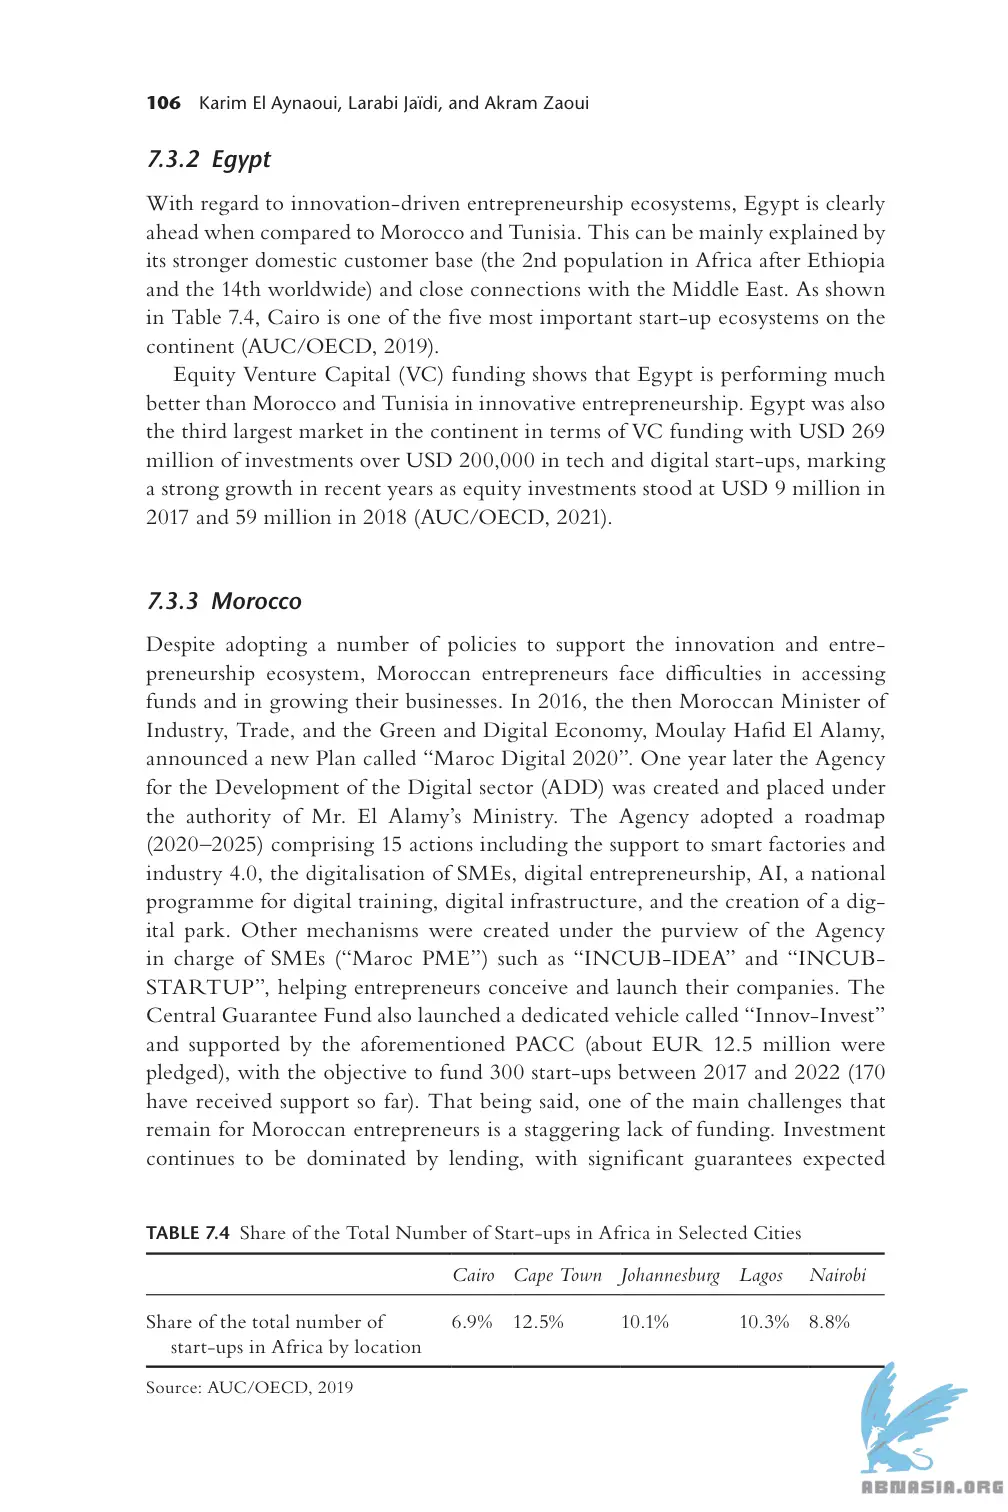 106 Karim El Aynaoui, Larabi Jaïdi, and Akram Zaoui
7.3.2 Egypt
With regard to innovation-driven entrepreneurship ecosystems, Egypt is clearly
ahead when compared to Morocco and Tunisia. This can be mainly explained by
its stronger domestic customer base (the 2nd population in Africa after Ethiopia
and the 14th worldwide) and close connections with the Middle East. As shown
in Table 7.4, Cairo is one of the five most important start-up ecosystems on the
continent (AUC/OECD, 2019).
Equity Venture Capital (VC) funding shows that Egypt is performing much
better than Morocco and Tunisia in innovative entrepreneurship. Egypt was also
the third largest market in the continent in terms of VC funding with USD 269
million of investments over USD 200,000 in tech and digital start-ups, marking
a strong growth in recent years as equity investments stood at USD 9 million in
2017 and 59 million in 2018 (AUC/OECD, 2021).
7.3.3 Morocco
Despite adopting a number of policies to support the innovation and entre-
preneurship ecosystem, Moroccan entrepreneurs face difficulties in accessing
funds and in growing their businesses. In 2016, the then Moroccan Minister of
Industry, Trade, and the Green and Digital Economy, Moulay Hafid El Alamy,
announced a new Plan called “Maroc Digital 2020”. One year later the Agency
for the Development of the Digital sector (ADD) was created and placed under
the authority of Mr. El Alamy’s Ministry. The Agency adopted a roadmap
(2020–2025) comprising 15 actions including the support to smart factories and
industry 4.0, the digitalisation of SMEs, digital entrepreneurship, AI, a national
programme for digital training, digital infrastructure, and the creation of a dig-
ital park. Other mechanisms were created under the purview of the Agency
in charge of SMEs (“Maroc PME”) such as “INCUB-IDEA” and “INCUB-
STARTUP”, helping entrepreneurs conceive and launch their companies. The
Central Guarantee Fund also launched a dedicated vehicle called “Innov-Invest”
and supported by the aforementioned PACC (about EUR 12.5 million were
pledged), with the objective to fund 300 start-ups between 2017 and 2022 (170
have received support so far). That being said, one of the main challenges that
remain for Moroccan entrepreneurs is a staggering lack of funding. Investment
continues to be dominated by lending, with significant guarantees expected
TABLE 7.4 Share of the Total Number of Start-ups in Africa in Selected Cities
Cairo Cape Town Johannesburg Lagos Nairobi
Share of the total number of 6.9% 12.5% 10.1% 10.3% 8.8%
start-ups in Africa by location
Source: AUC/OECD, 2019
ABNASIA.ORG